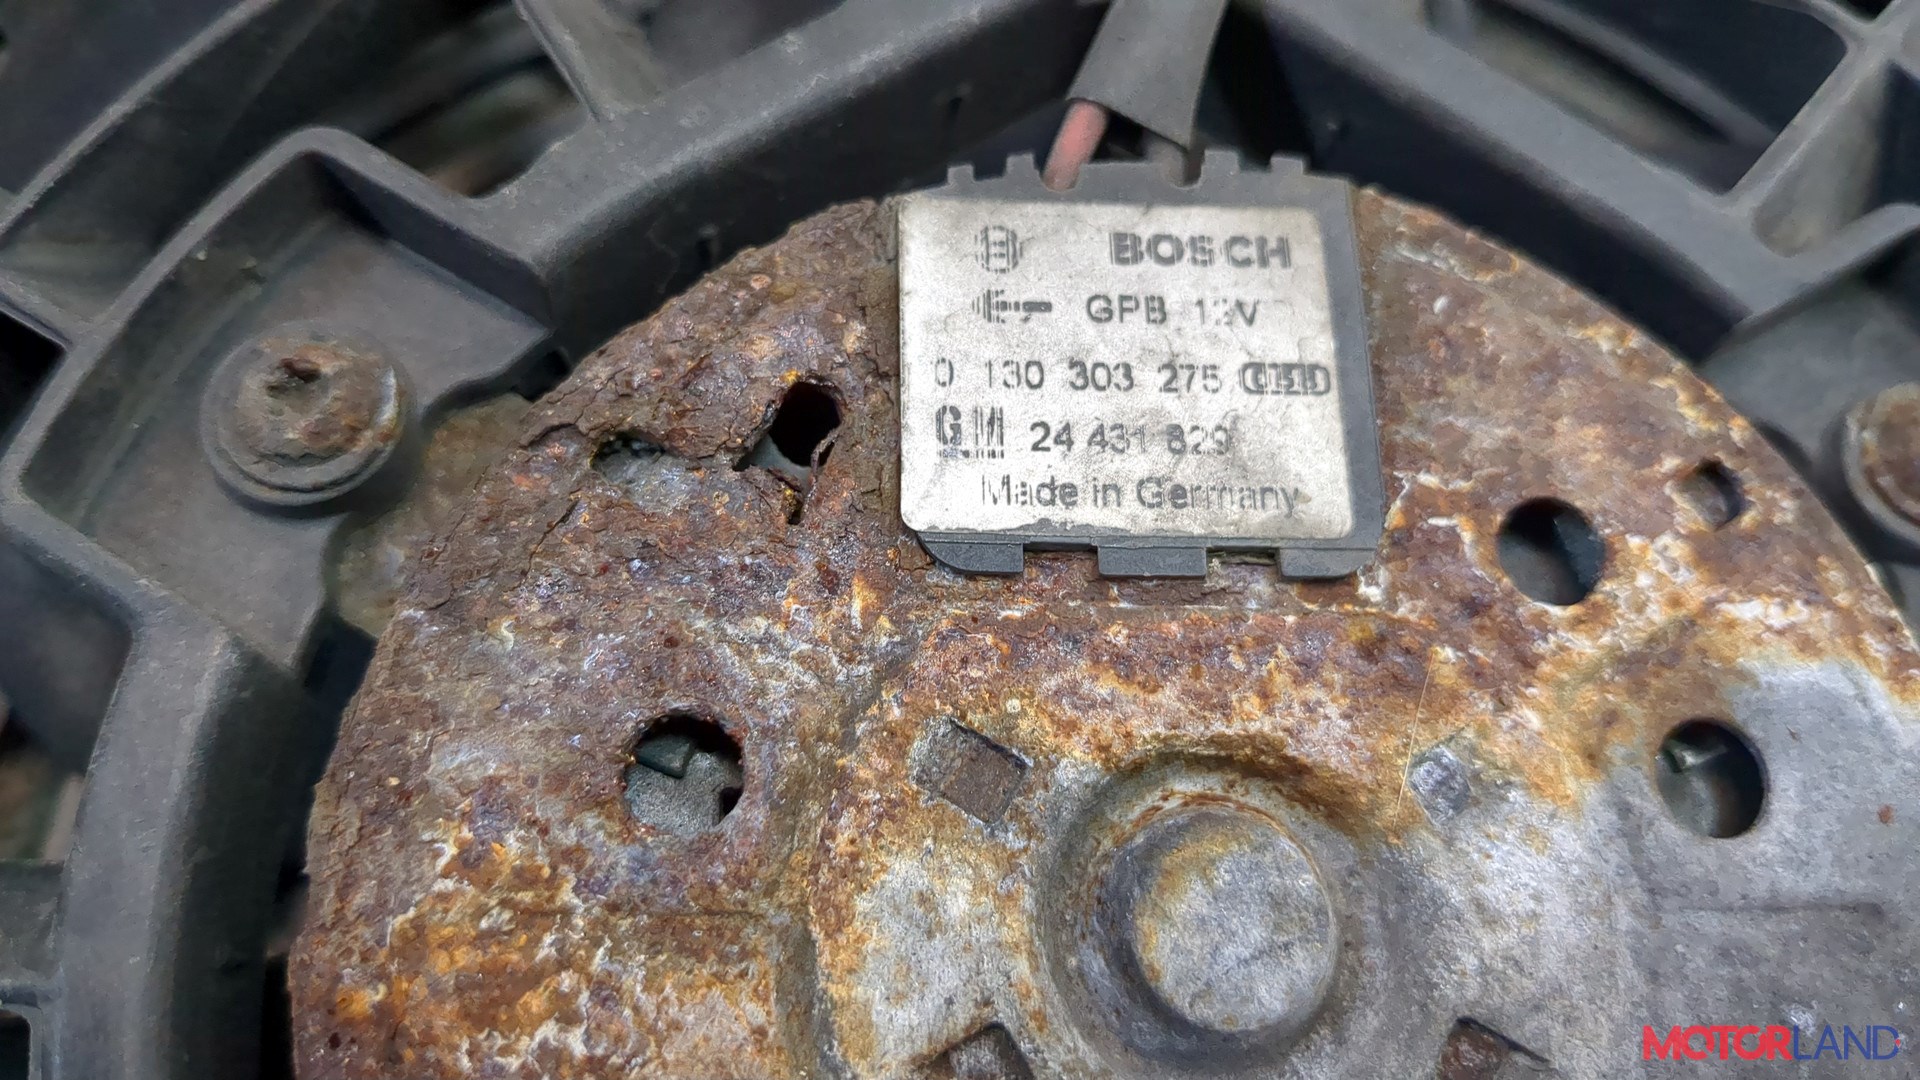 BOSCH
GPB 12V
0 130 303 275
GM 24 431 829
Made in Germany
MOTORLAND